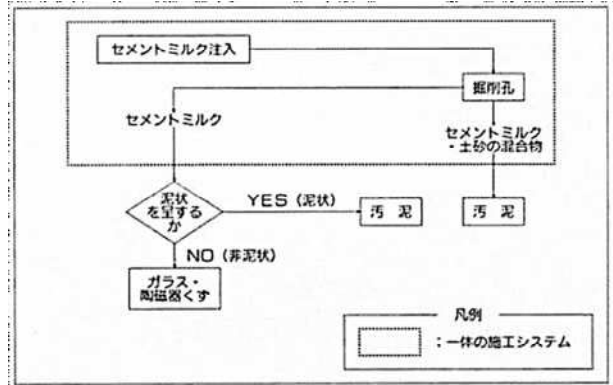 セメントミルク注入
掘削孔
セメントミルク
セメントミルク
・土砂の混合物
泥状
を呈する
か
YES(泥状)
汚 泥
汚 泥
NO(非泥状)
ガラス・
陶磁器くず
凡例
:一体の施工システム